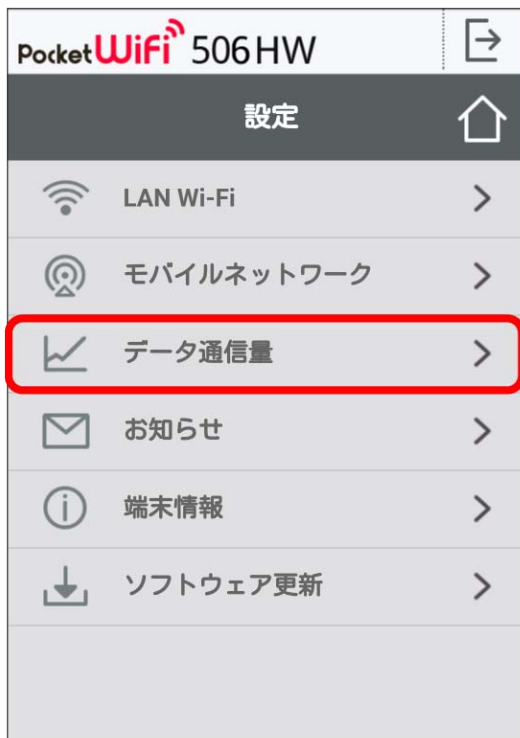 Pocket WiFi 506HW
設定
LAN Wi-Fi
モバイルネットワーク
データ通信量
お知らせ
端末情報
ソフトウェア更新